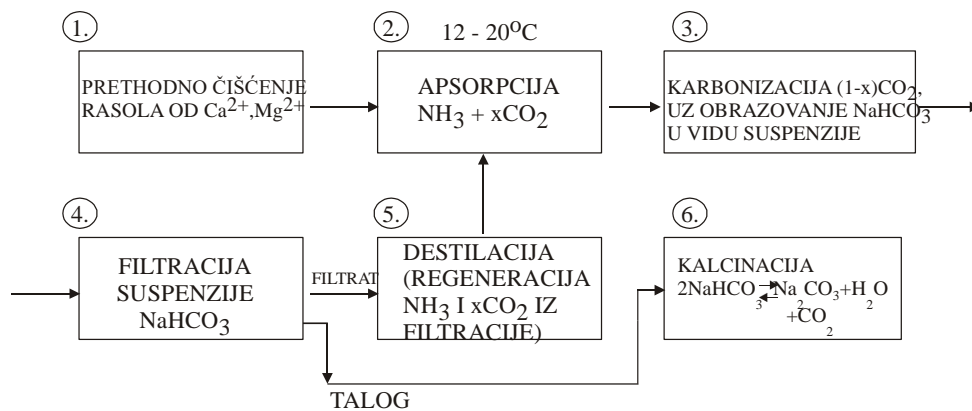 1.
PRETHODNO ČIŠĆENJE
RASOLA OD Ca²⁺,Mg²⁺
2.
12 - 20°C
APSORPCIJA
NH₃ + xCO₂
3.
KARBONIZACIJA (1-x)CO₂,
UZ OBRAZOVANJE NaHCO₃
U VIDU SUSPENZIJE
4.
FILTRACIJA
SUSPENZIJE
NaHCO₃
FILTRAT
5.
DESTILACIJA
(REGENERACIJA
NH₃ I xCO₂ IZ
FILTRACIJE)
6.
KALCINACIJA
2NaHCO₃ ⇄ Na₂CO₃+H₂O
+CO₂
TALOG